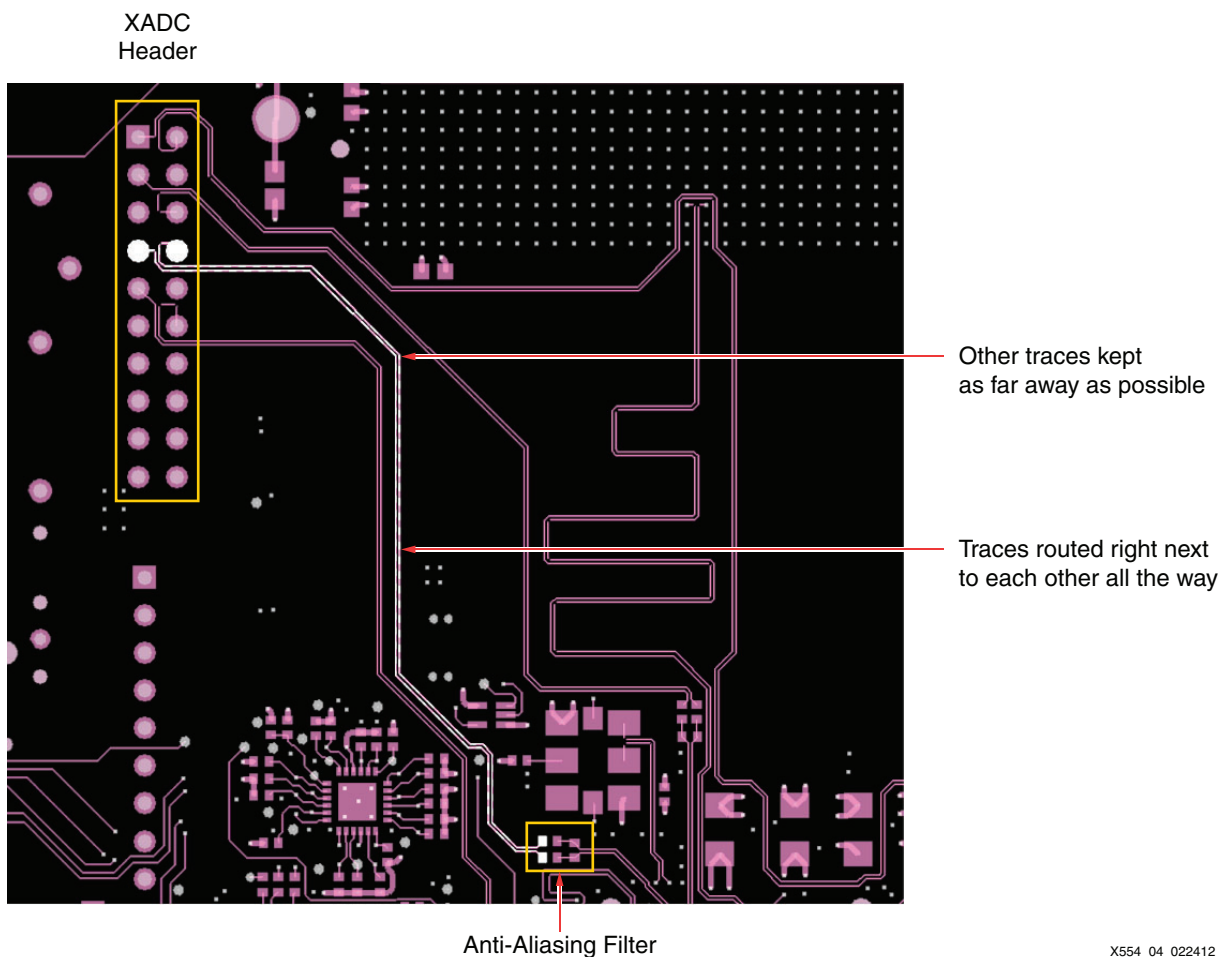 XADC
Header
Other traces kept
as far away as possible
Traces routed right next
to each other all the way
Anti-Aliasing Filter
X554_04_022412